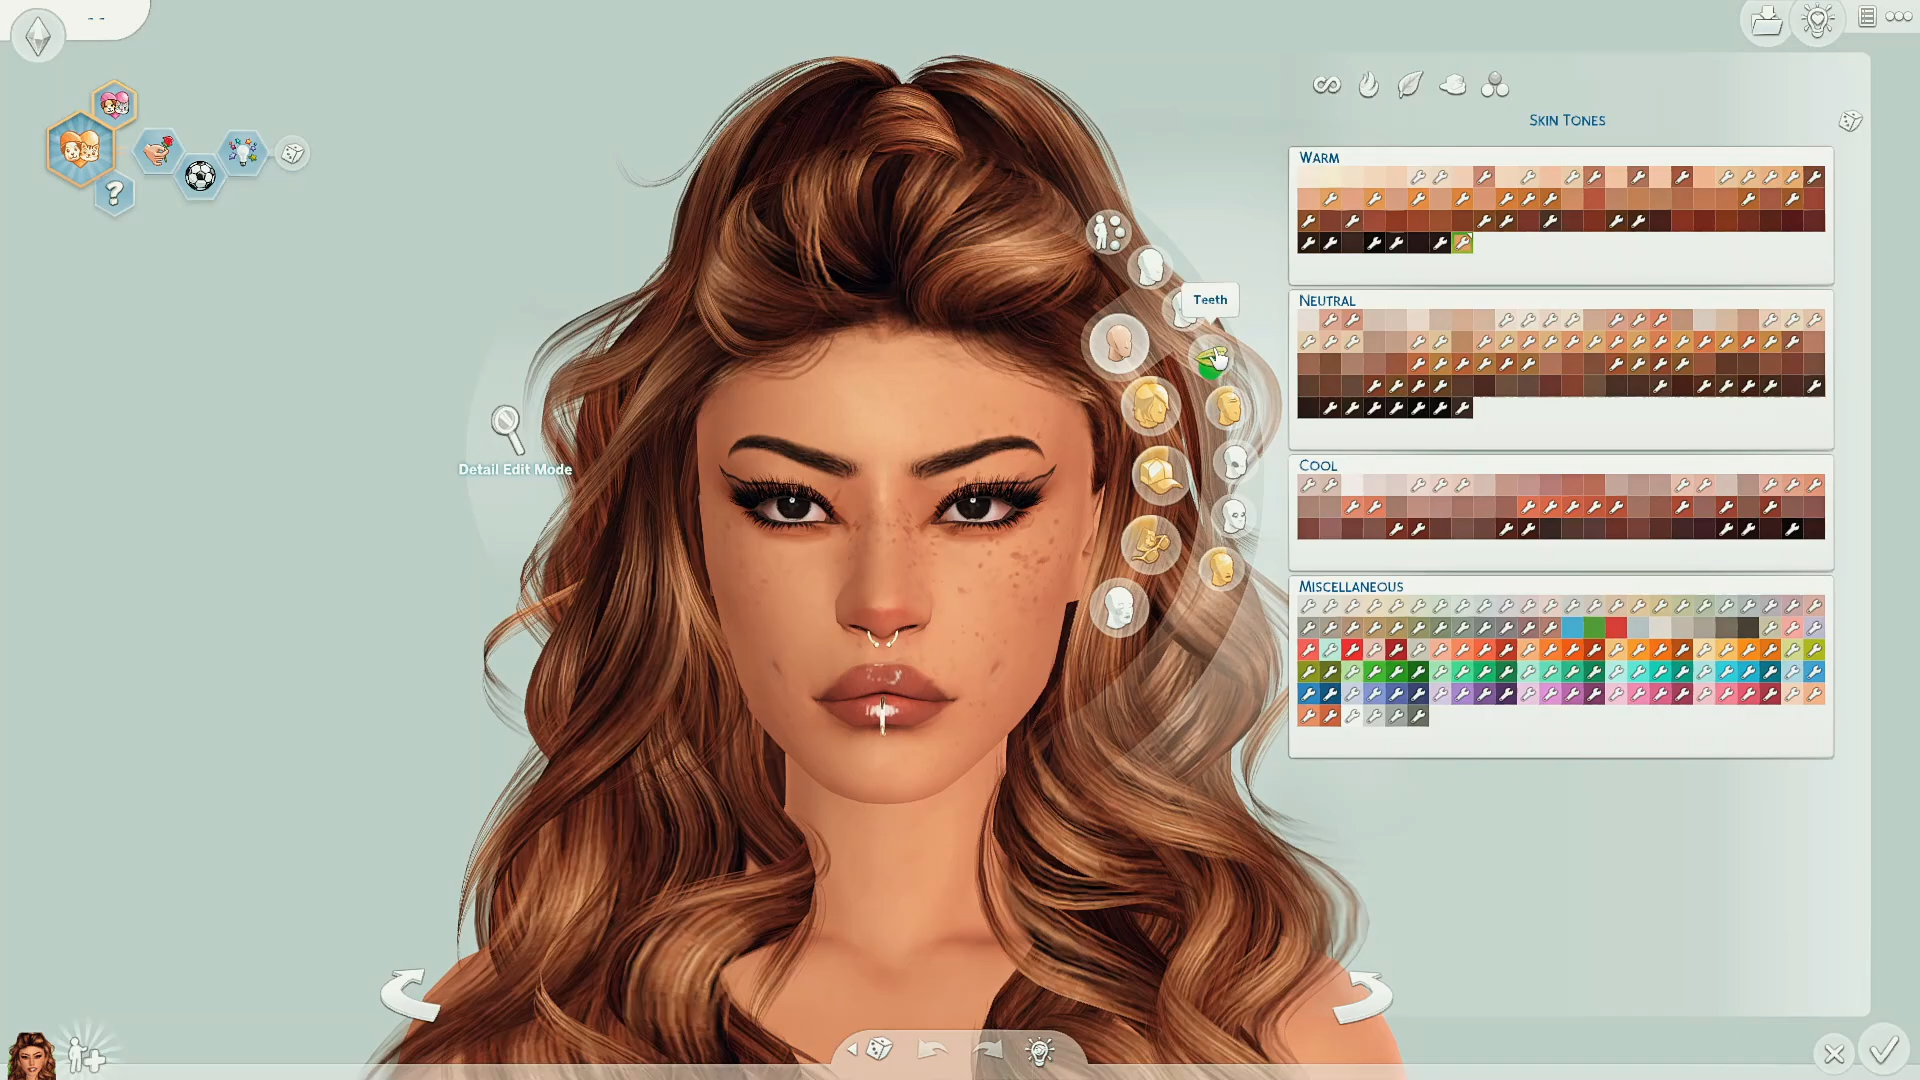 - -
SKIN TONES
WARM
Teeth
NEUTRAL
Detail Edit Mode
COOL
MISCELLANEOUS